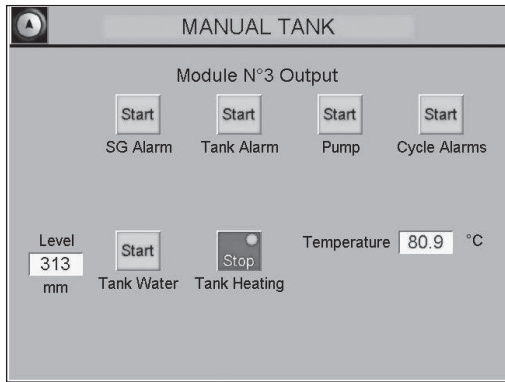 MANUAL TANK
Module N°3 Output
Start Start Start Start
SG Alarm Tank Alarm Pump Cycle Alarms
Level
313
mm
Start
Tank Water
Stop
Tank Heating
Temperature 80.9 °C